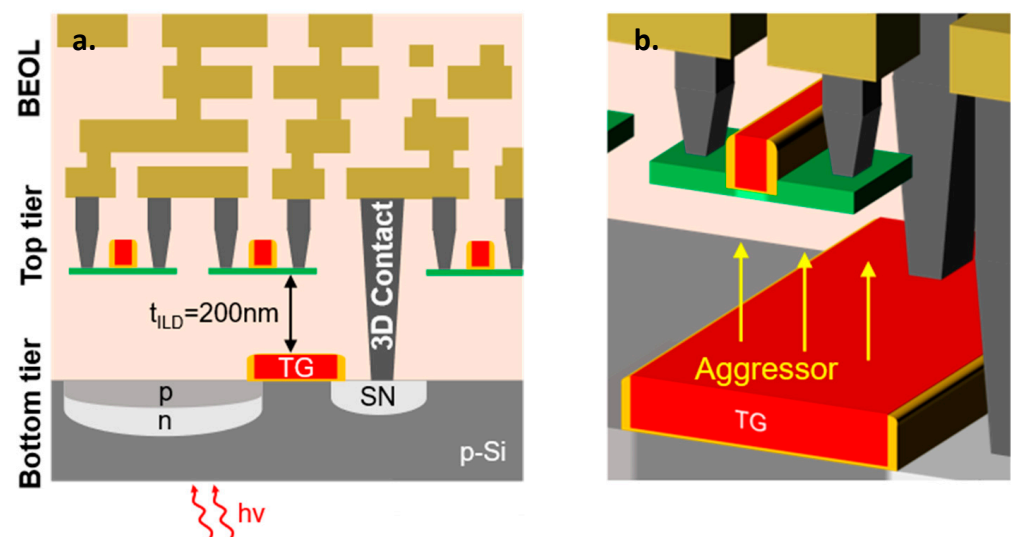 a.
BEOL
Top tier
Bottom tier
3D Contact
tILD=200nm
TG
p
n
SN
p-Si
hv
b.
Aggressor
TG